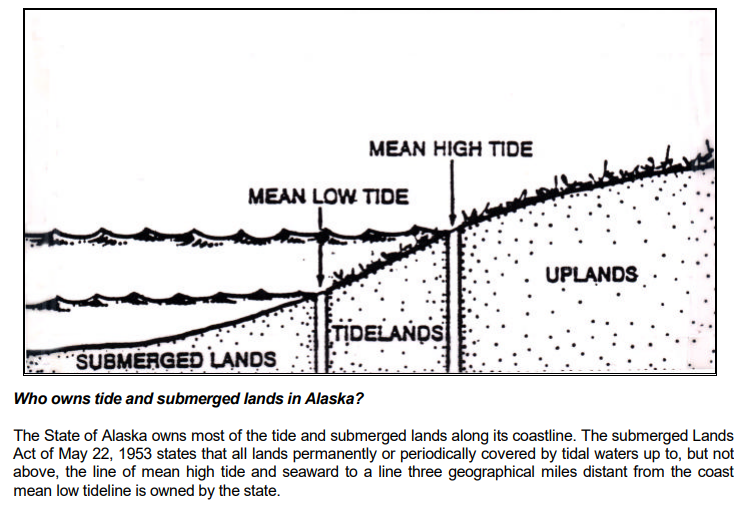 MEAN HIGH TIDE
MEAN LOW TIDE
UPLANDS
TIDELANDS
SUBMERGED LANDS
Who owns tide and submerged lands in Alaska?
The State of Alaska owns most of the tide and submerged lands along its coastline. The submerged Lands
Act of May 22, 1953 states that all lands permanently or periodically covered by tidal waters up to, but not
above, the line of mean high tide and seaward to a line three geographical miles distant from the coast
mean low tideline is owned by the state.